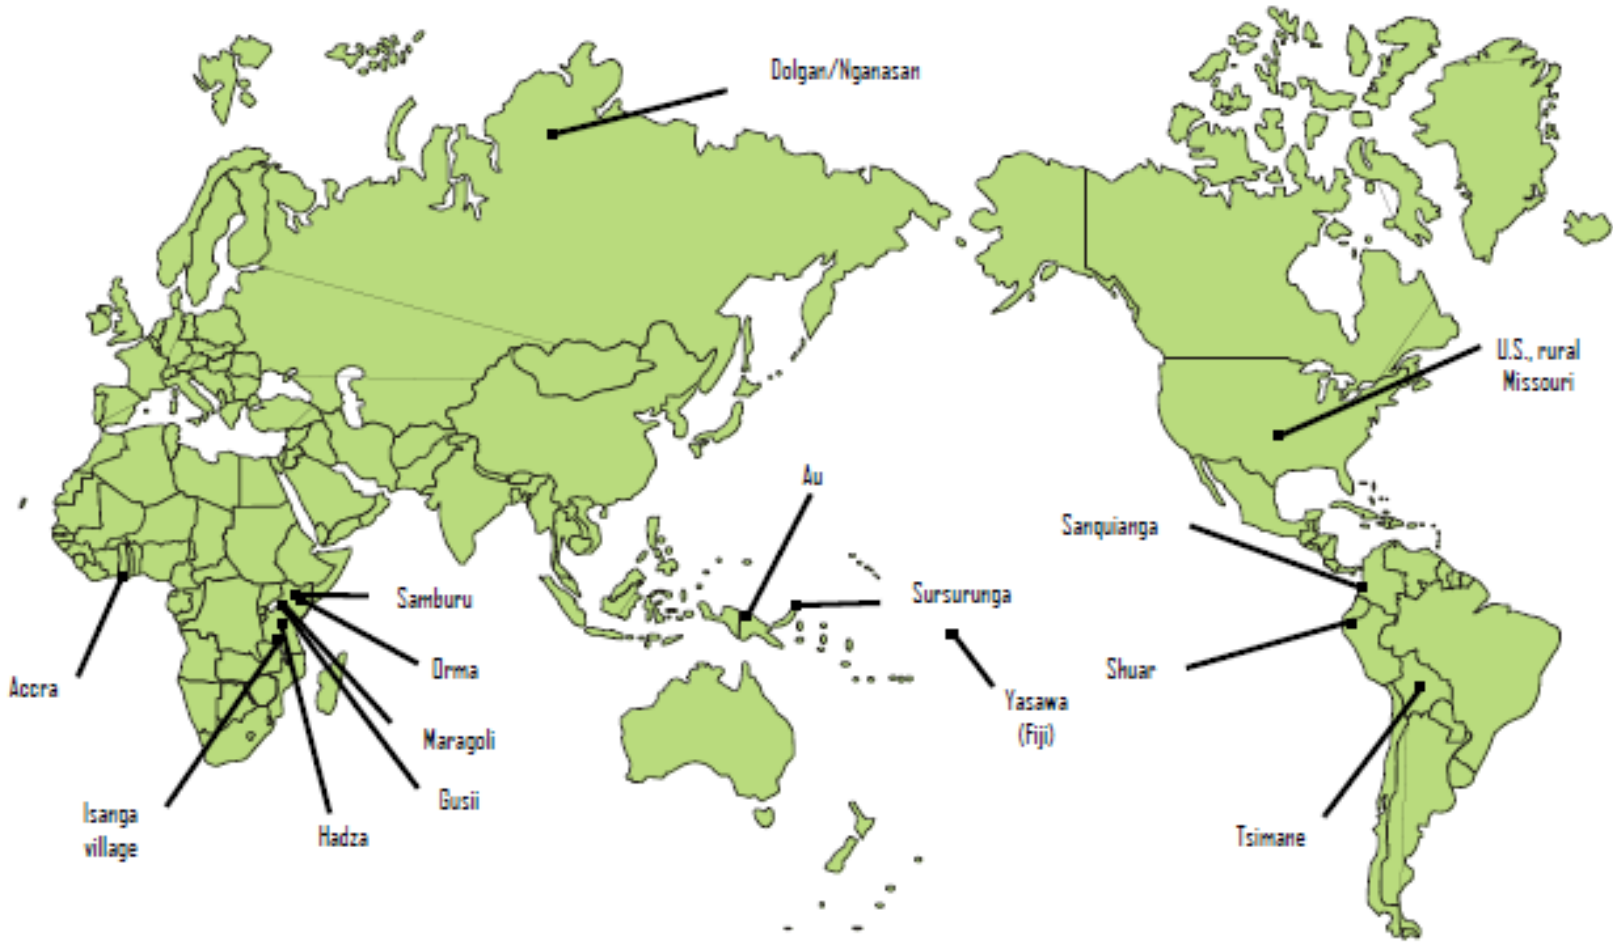 Dolgan/Nganasan
U.S., rural
Missouri
Au
Sanquianga
Samburu
Sursurunga
Orma
Shuar
Accra
Yasawa
(Fiji)
Maragoli
Gusii
Isanga
village
Hadza
Tsimane